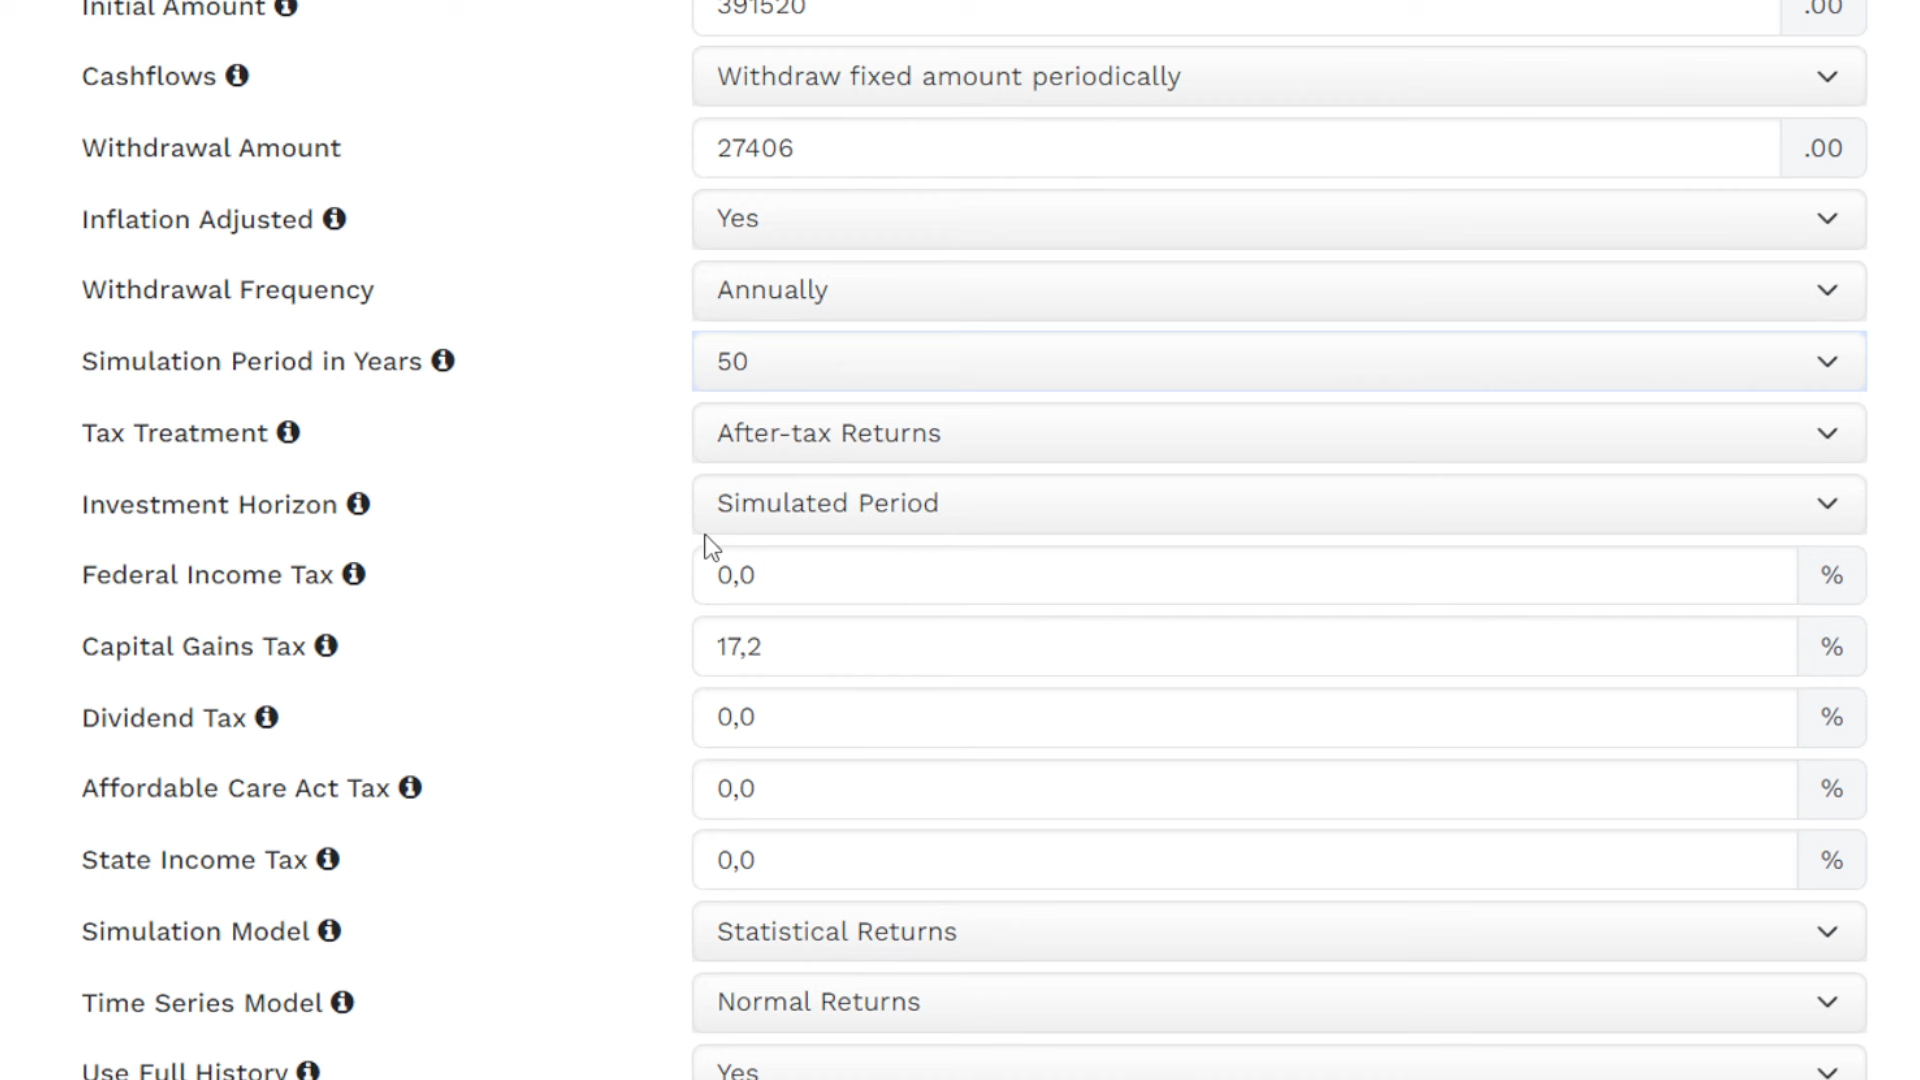 Initial Amount 391520 .00
Cashflows Withdraw fixed amount periodically
Withdrawal Amount 27406 .00
Inflation Adjusted Yes
Withdrawal Frequency Annually
Simulation Period in Years 50
Tax Treatment After-tax Returns
Investment Horizon Simulated Period
Federal Income Tax 0,0 %
Capital Gains Tax 17,2 %
Dividend Tax 0,0 %
Affordable Care Act Tax 0,0 %
State Income Tax 0,0 %
Simulation Model Statistical Returns
Time Series Model Normal Returns
Use Full History Yes